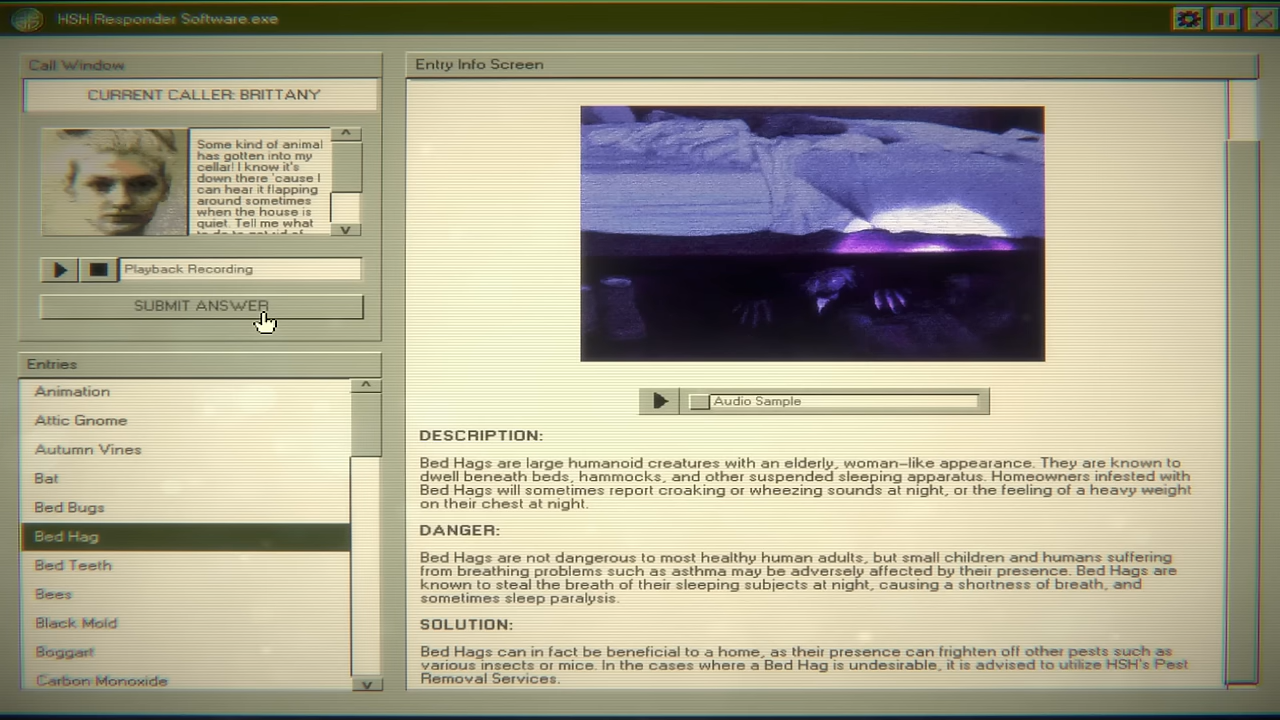 HSH Responder Software.exe
Call Window
CURRENT CALLER: BRITTANY
Some kind of animal
has gotten into my
cellar! I know it's
down there 'cause I
can hear it flapping
around sometimes
when the house is
quiet. Tell me what
Playback Recording
SUBMIT ANSWER
Entries
Animation
Attic Gnome
Autumn Vines
Bat
Bed Bugs
Bed Hag
Bed Teeth
Bees
Black Mold
Boggart
Carbon Monoxide
Entry Info Screen
Audio Sample
DESCRIPTION:
Bed Hags are large humanoid creatures with an elderly, woman-like appearance. They are known to
dwell beneath beds, hammocks, and other suspended sleeping apparatus. Homeowners infested with
Bed Hags will sometimes report croaking or wheezing sounds at night, or the feeling of a heavy weight
on their chest at night.
DANGER:
Bed Hags are not dangerous to most healthy human adults, but small children and humans suffering
from breathing problems such as asthma may be adversely affected by their presence. Bed Hags are
known to steal the breath of their sleeping subjects at night, causing a shortness of breath, and
sometimes sleep paralysis.
SOLUTION:
Bed Hags can in fact be beneficial to a home, as their presence can frighten off other pests such as
various insects or mice. In the cases where a Bed Hag is undesirable, it is advised to utilize HSH's Pest
Removal Services.